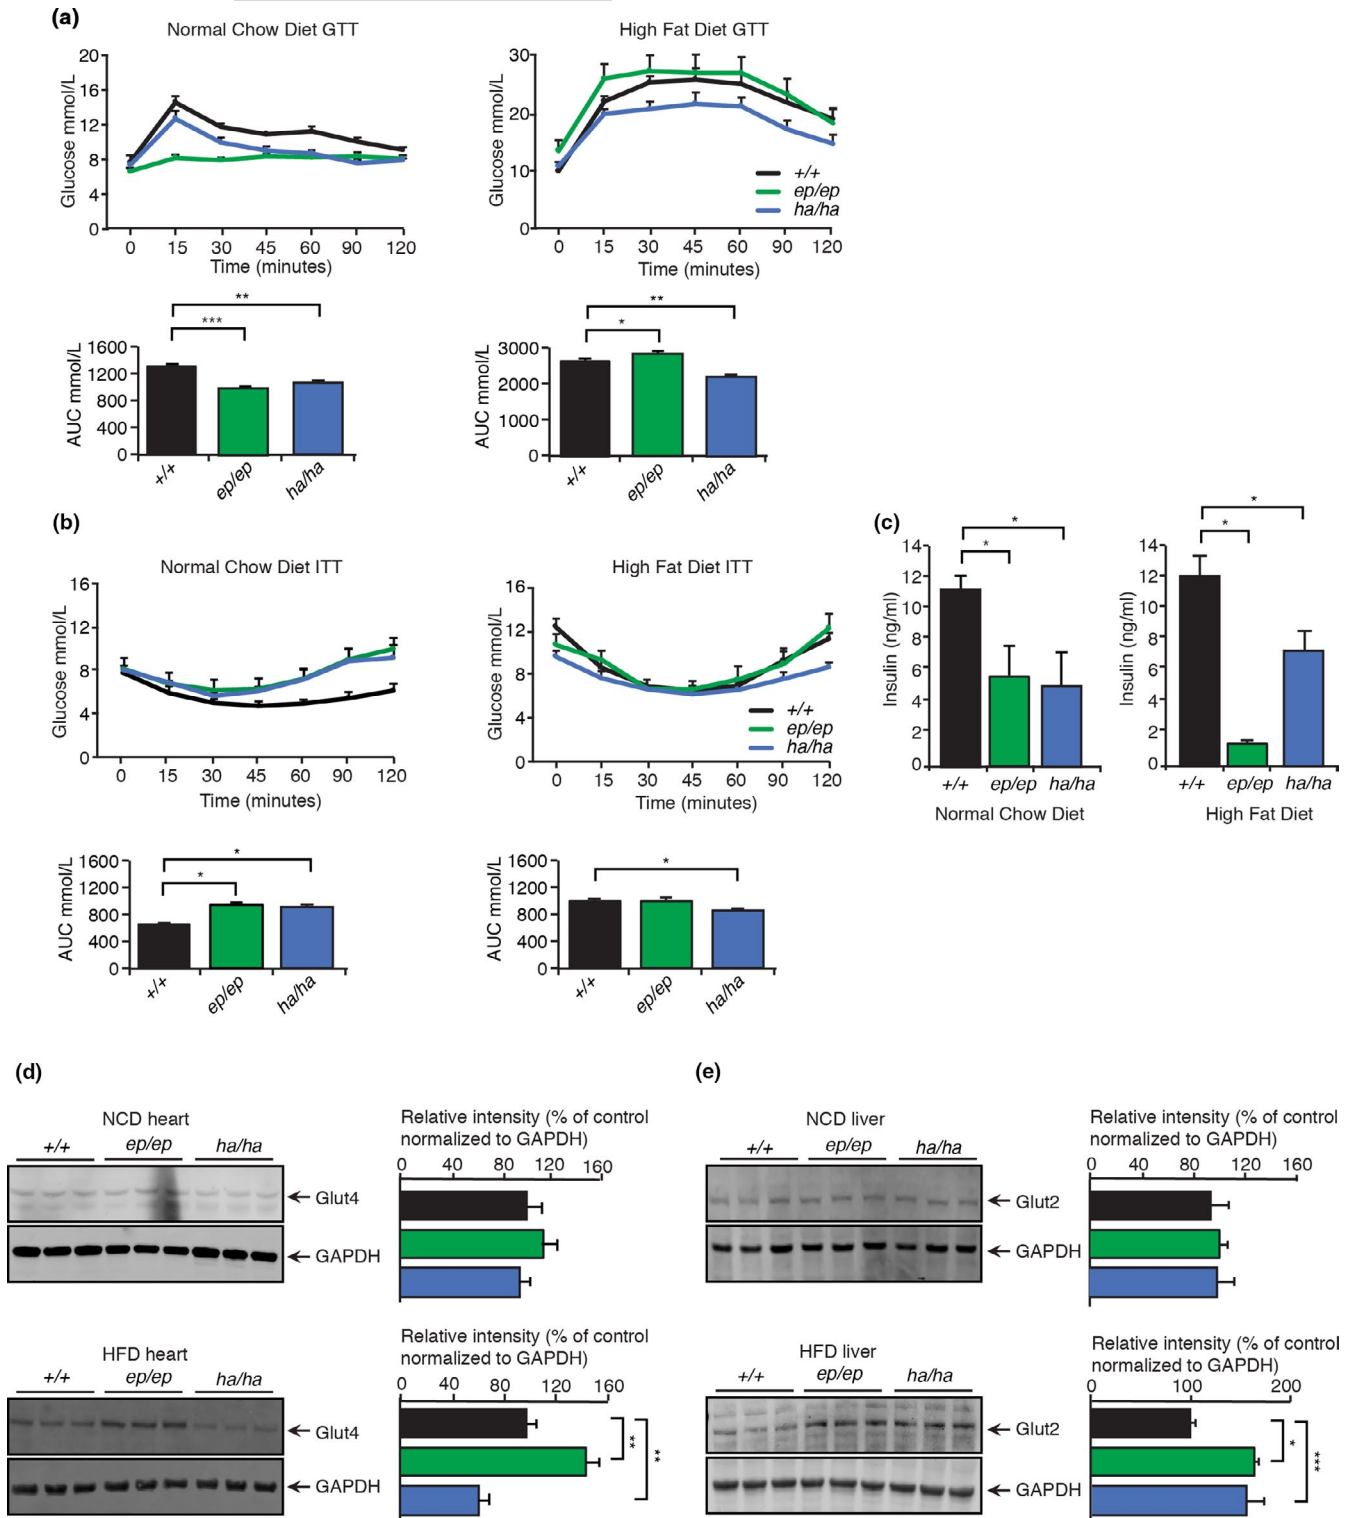 (a)
Normal Chow Diet GTT
High Fat Diet GTT
Glucose mmol/L
20
16
12
8
4
0
0 15 30 45 60 90 120
Time (minutes)
Glucose mmol/L
30
20
10
0
+/+
ep/ep
ha/ha
0 15 30 45 60 90 120
Time (minutes)
**
***
AUC mmol/L
1600
1200
800
400
0
+/+ ep/ep ha/ha
**
*
AUC mmol/L
3000
2000
1000
0
+/+ ep/ep ha/ha
(b)
Normal Chow Diet ITT
High Fat Diet ITT
Glucose mmol/L
16
12
8
4
0
0 15 30 45 60 90 120
Time (minutes)
Glucose mmol/L
16
12
8
4
0
+/+
ep/ep
ha/ha
0 15 30 45 60 90 120
Time (minutes)
*
*
AUC mmol/L
1600
1200
800
400
0
+/+ ep/ep ha/ha
*
AUC mmol/L
1600
1200
800
400
0
+/+ ep/ep ha/ha
(c)
*
*
Insulin (ng/ml)
14
12
10
8
6
4
2
0
+/+ ep/ep ha/ha
Normal Chow Diet
*
*
Insulin (ng/ml)
14
12
10
8
6
4
2
0
+/+ ep/ep ha/ha
High Fat Diet
(d)
NCD heart
+/+ ep/ep ha/ha
Glut4
GAPDH
Relative intensity (% of control
normalized to GAPDH)
0 40 80 120 160
HFD heart
+/+ ep/ep ha/ha
Glut4
GAPDH
Relative intensity (% of control
normalized to GAPDH)
0 40 80 120 160
**
**
(e)
NCD liver
+/+ ep/ep ha/ha
Glut2
GAPDH
Relative intensity (% of control
normalized to GAPDH)
0 40 80 120 160
HFD liver
+/+ ep/ep ha/ha
Glut2
GAPDH
Relative intensity (% of control
normalized to GAPDH)
0 100 200
*
***